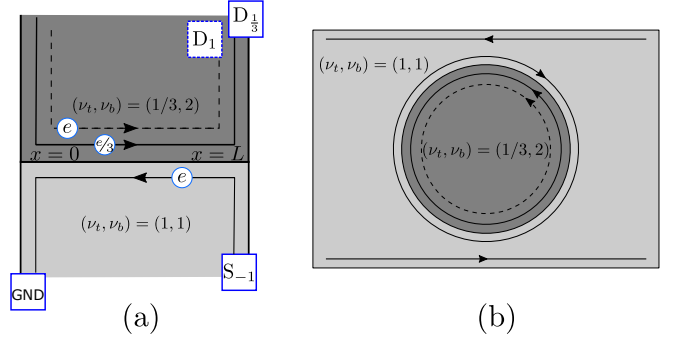 D_{\frac{1}{3}}
D_1
(ν_t, ν_b) = (1/3, 2)
e
e/3
x = 0
x = L
e
(ν_t, ν_b) = (1, 1)
S_{-1}
GND
(a)
(ν_t, ν_b) = (1, 1)
(ν_t, ν_b) = (1/3, 2)
(b)